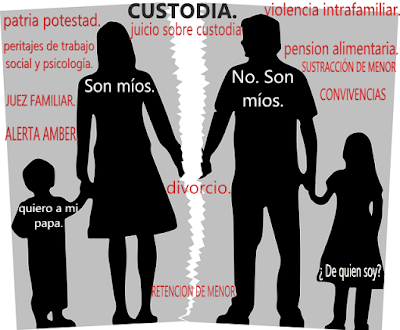 CUSTODIA.
violencia intrafamiliar.
patria potestad.
juicio sobre custodia
peritajes de trabajo
social y psicología.
pension alimentaria.
SUSTRACCIÓN DE MENOR
Son míos.
No. Son
míos.
CONVIVENCIAS
JUEZ FAMILIAR.
ALERTA AMBER
divorcio.
quiero a mi
papa.
¿ De quien soy?
RETENCION DE MENOR